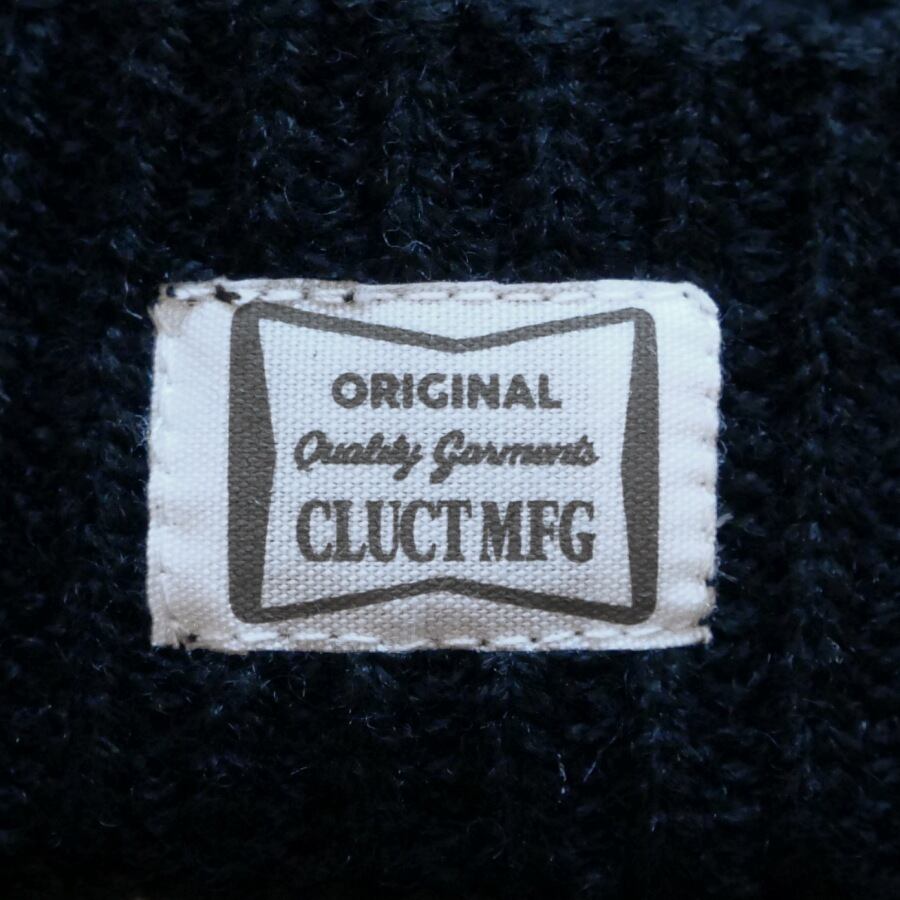 ORIGINAL
Quality Garments
CLUCT MFG